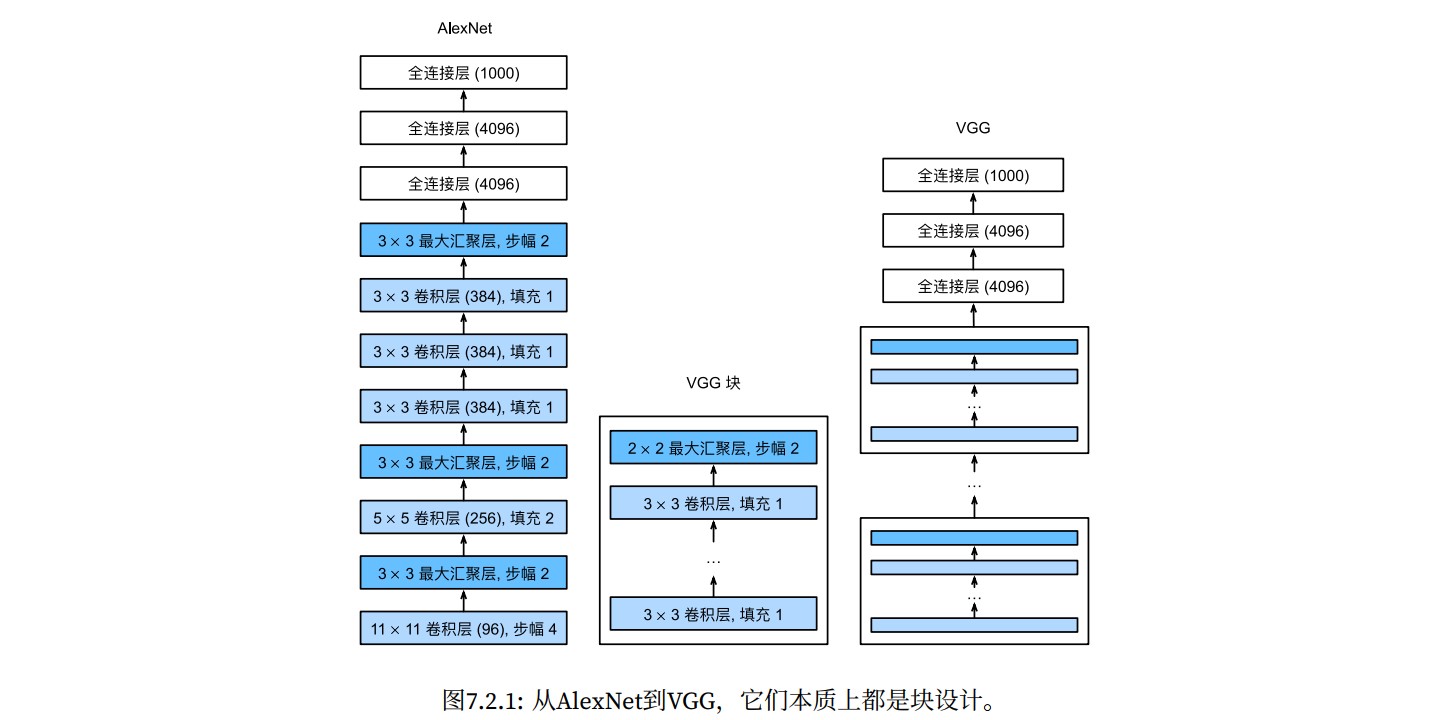 AlexNet
全连接层 (1000)
全连接层 (4096)
全连接层 (4096)
3 × 3 最大汇聚层, 步幅 2
3 × 3 卷积层 (384), 填充 1
3 × 3 卷积层 (384), 填充 1
3 × 3 卷积层 (384), 填充 1
3 × 3 最大汇聚层, 步幅 2
5 × 5 卷积层 (256), 填充 2
3 × 3 最大汇聚层, 步幅 2
11 × 11 卷积层 (96), 步幅 4
VGG 块
2 × 2 最大汇聚层, 步幅 2
3 × 3 卷积层, 填充 1
...
3 × 3 卷积层, 填充 1
VGG
全连接层 (1000)
全连接层 (4096)
全连接层 (4096)
...
...
...
图7.2.1: 从AlexNet到VGG，它们本质上都是块设计。